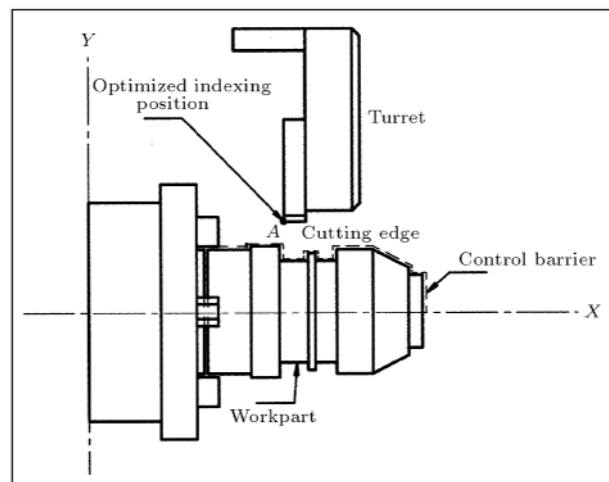 Y
Optimized indexing
position
Turret
A
Cutting edge
Control barrier
X
Workpart